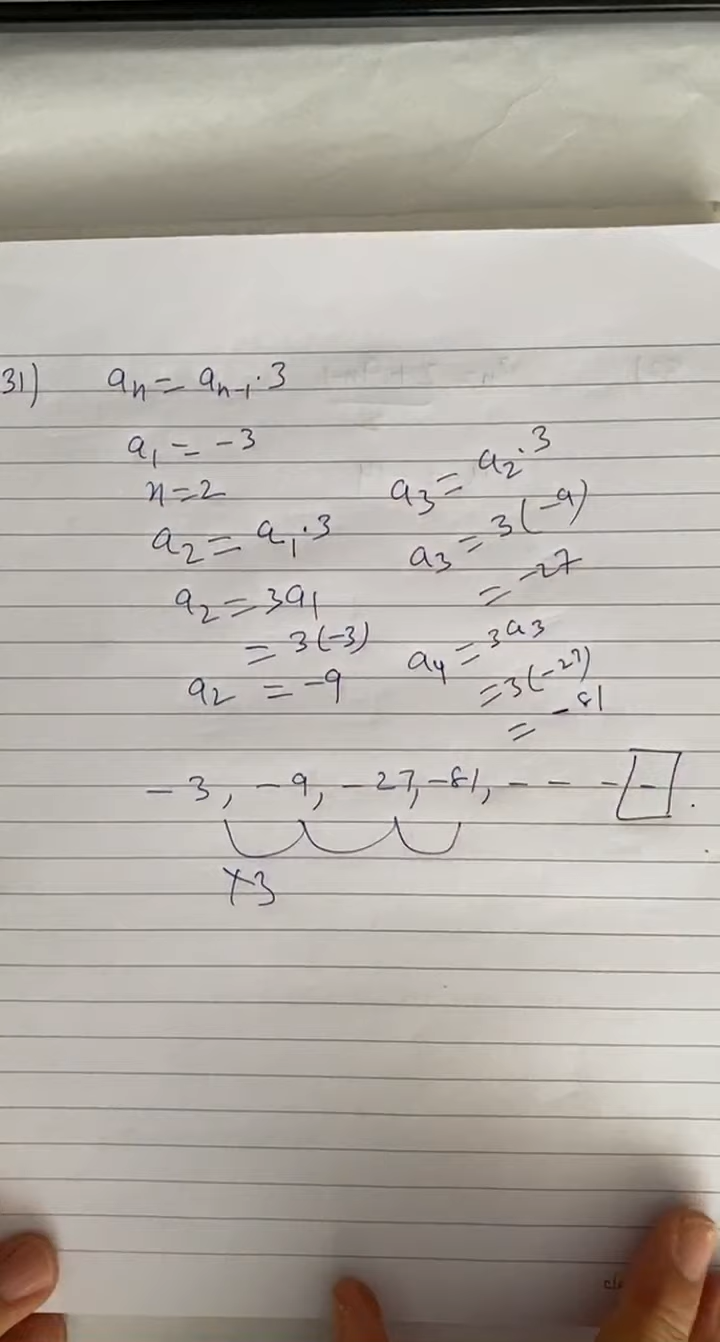 31) aₙ = aₙ₋₁·3
a₁ = -3
n = 2
a₂ = a₁·3
a₂ = 3a₁
= 3(-3)
a₂ = -9
a₃ = a₂·3
a₃ = 3(-9)
= -27
a₄ = 3a₃
= 3(-27)
= -81
-3, -9, -27, -81, - - - -.
×3